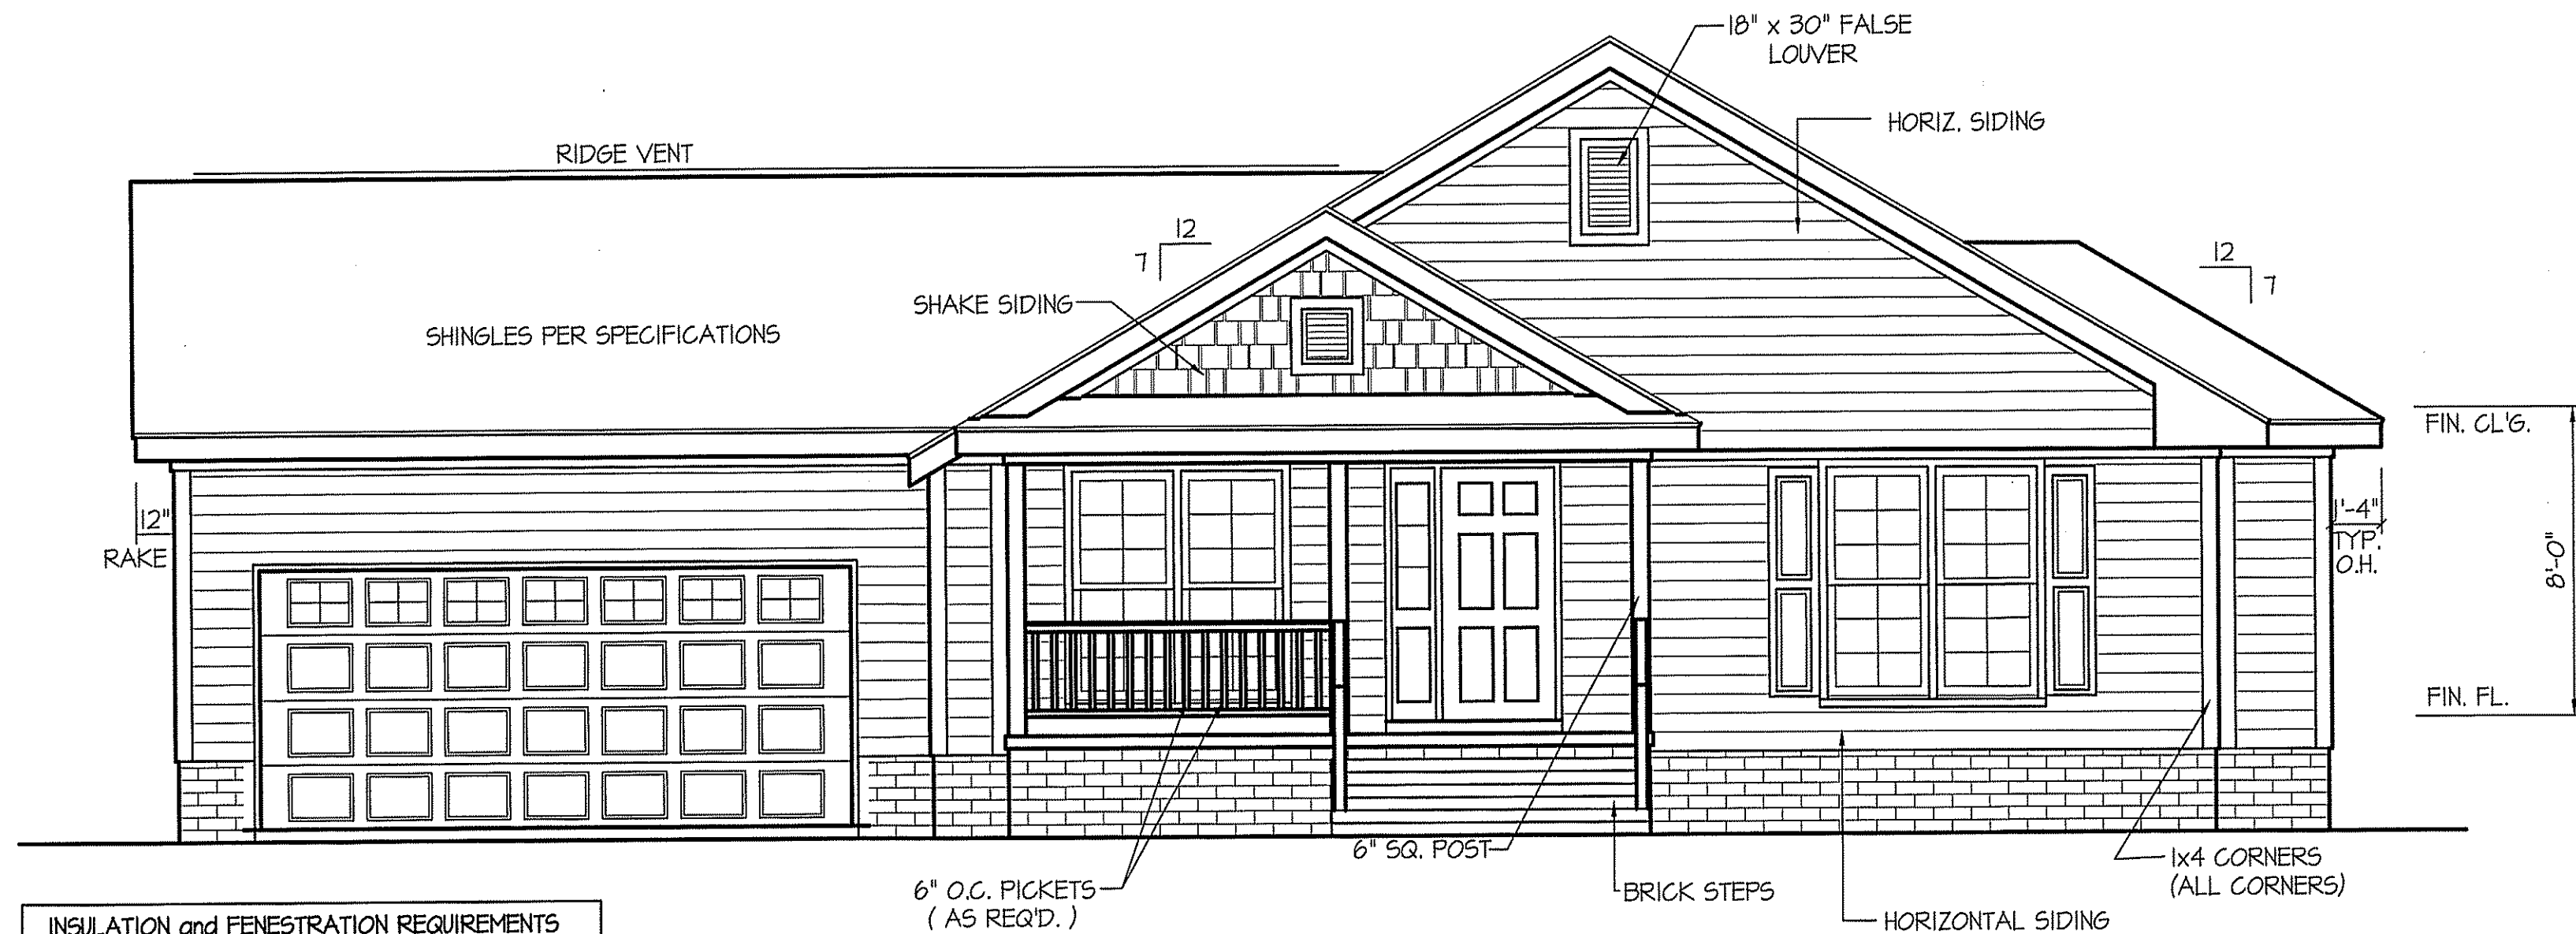 18" x 30" FALSE
LOUVER
HORIZ. SIDING
RIDGE VENT
12
7
12
7
SHAKE SIDING
SHINGLES PER SPECIFICATIONS
FIN. CL'G.
12"
RAKE
1'-4"
TYP.
O.H.
8'-0"
FIN. FL.
6" SQ. POST
1x4 CORNERS
(ALL CORNERS)
6" O.C. PICKETS
( AS REQ'D. )
BRICK STEPS
HORIZONTAL SIDING
INSULATION and FENESTRATION REQUIREMENTS